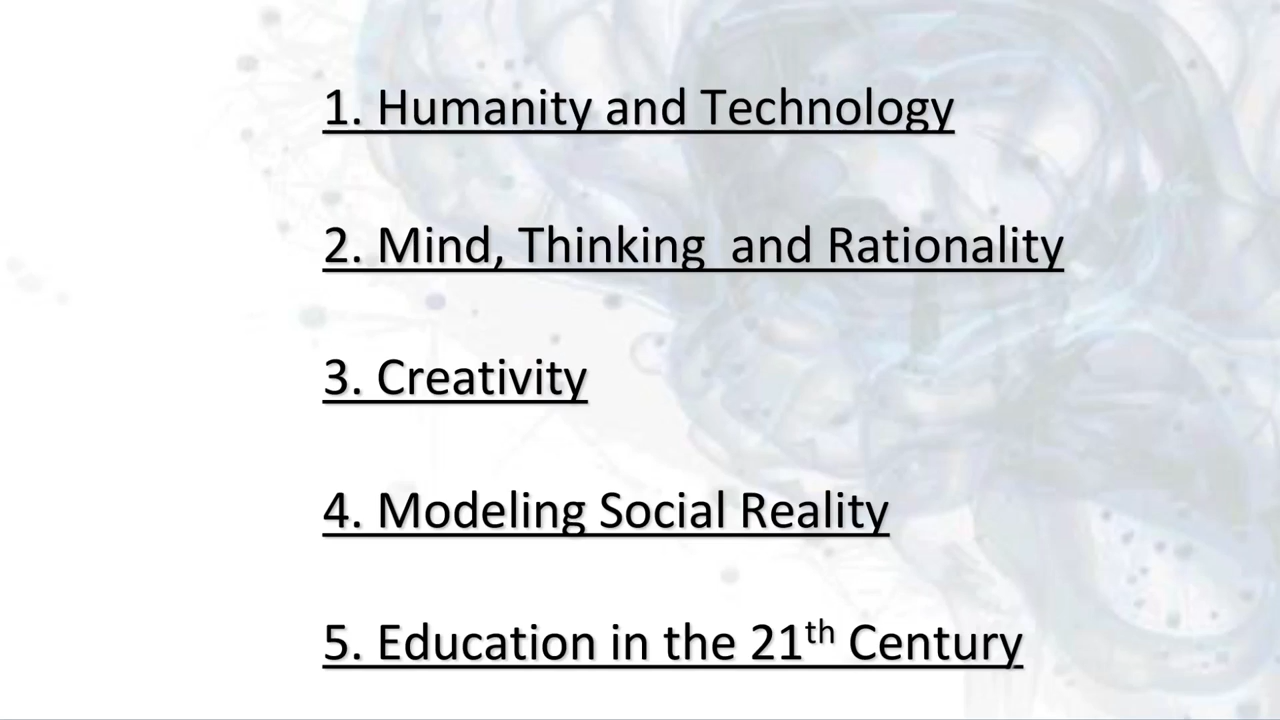 1. Humanity and Technology
2. Mind, Thinking  and Rationality
3. Creativity
4. Modeling Social Reality
5. Education in the 21th Century